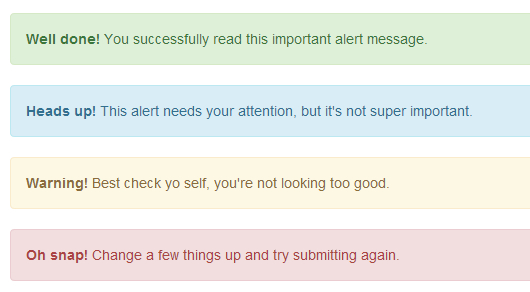 Well done! You successfully read this important alert message.
Heads up! This alert needs your attention, but it's not super important.
Warning! Best check yo self, you're not looking too good.
Oh snap! Change a few things up and try submitting again.